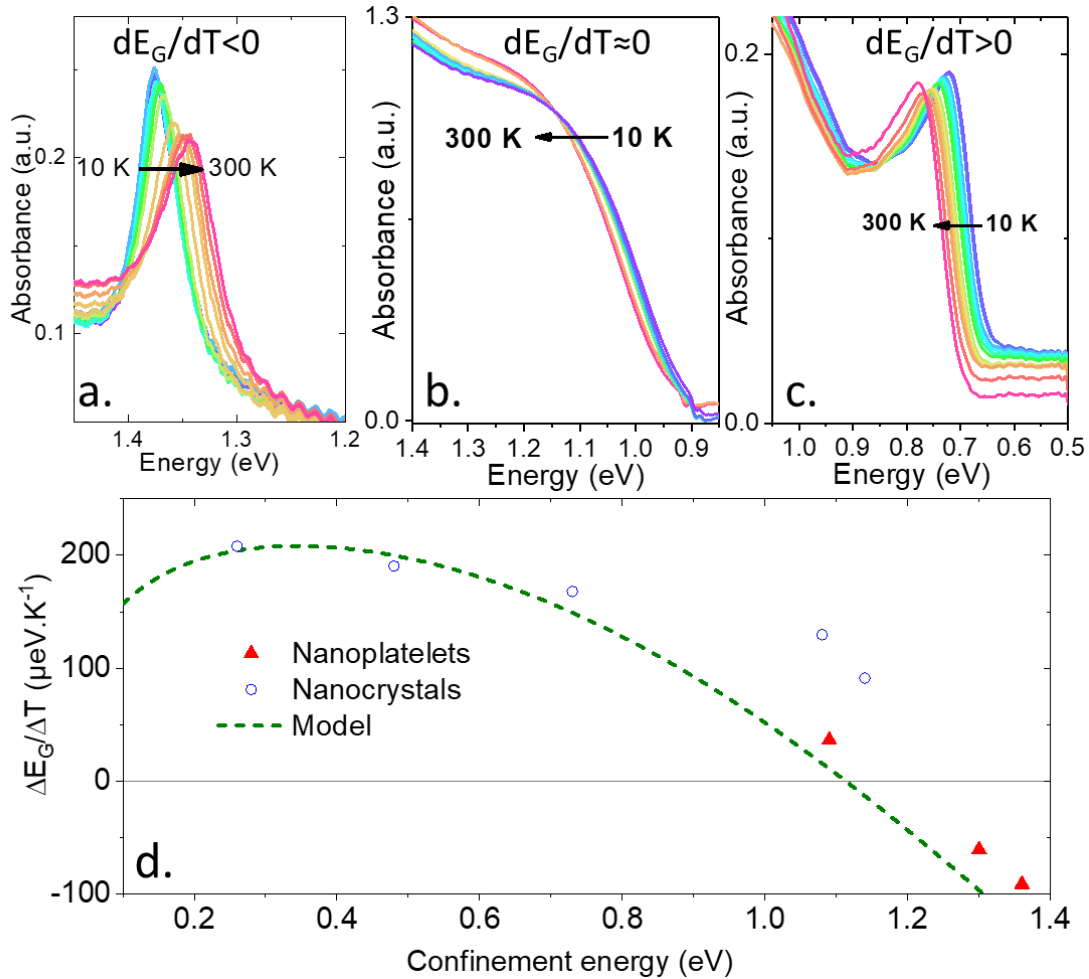 dE_G/dT<0
Absorbance (a.u.)
0.2
0.1
10 K
300 K
a.
1.4
1.3
1.2
Energy (eV)
dE_G/dT≈0
Absorbance (a.u.)
1.3
0.0
300 K
10 K
b.
1.4 1.3 1.2 1.1 1.0 0.9
Energy (eV)
dE_G/dT>0
Absorbance (a.u.)
0.2
0.0
300 K
10 K
c.
1.0 0.9 0.8 0.7 0.6 0.5
Energy (eV)
ΔE_G/ΔT (µeV.K⁻¹)
200
100
0
-100
Nanoplatelets
Nanocrystals
Model
d.
0.2 0.4 0.6 0.8 1.0 1.2 1.4
Confinement energy (eV)